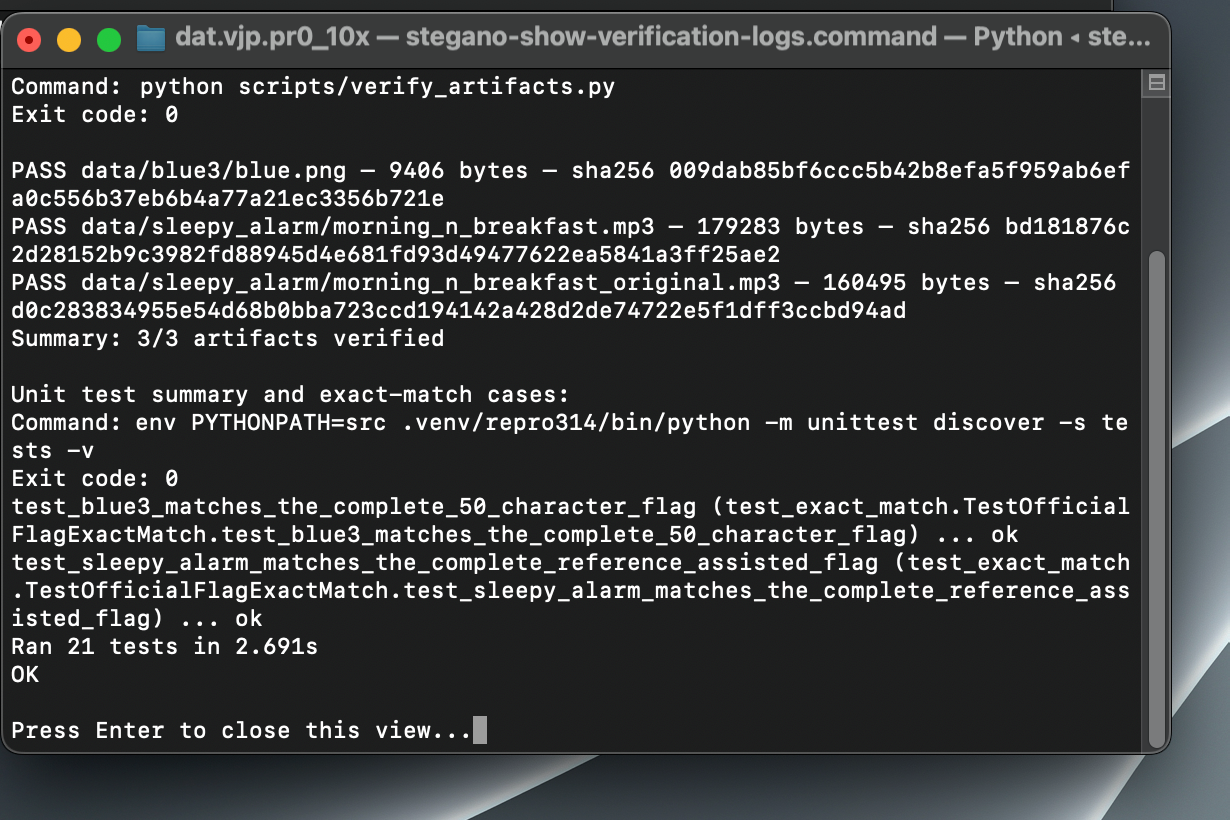 dat.vjp.pr0_10x — stegano-show-verification-logs.command — Python ◂ ste...
Command: python scripts/verify_artifacts.py
Exit code: 0
PASS data/blue3/blue.png — 9406 bytes — sha256 009dab85bf6ccc5b42b8efa5f959ab6ef
a0c556b37eb6b4a77a21ec3356b721e
PASS data/sleepy_alarm/morning_n_breakfast.mp3 — 179283 bytes — sha256 bd181876c
2d28152b9c3982fd88945d4e681fd93d49477622ea5841a3ff25ae2
PASS data/sleepy_alarm/morning_n_breakfast_original.mp3 — 160495 bytes — sha256
d0c283834955e54d68b0bba723ccd194142a428d2de74722e5f1dff3ccbd94ad
Summary: 3/3 artifacts verified
Unit test summary and exact-match cases:
Command: env PYTHONPATH=src .venv/repro314/bin/python -m unittest discover -s te
sts -v
Exit code: 0
test_blue3_matches_the_complete_50_character_flag (test_exact_match.TestOfficial
FlagExactMatch.test_blue3_matches_the_complete_50_character_flag) ... ok
test_sleepy_alarm_matches_the_complete_reference_assisted_flag (test_exact_match
.TestOfficialFlagExactMatch.test_sleepy_alarm_matches_the_complete_reference_ass
isted_flag) ... ok
Ran 21 tests in 2.691s
OK
Press Enter to close this view...